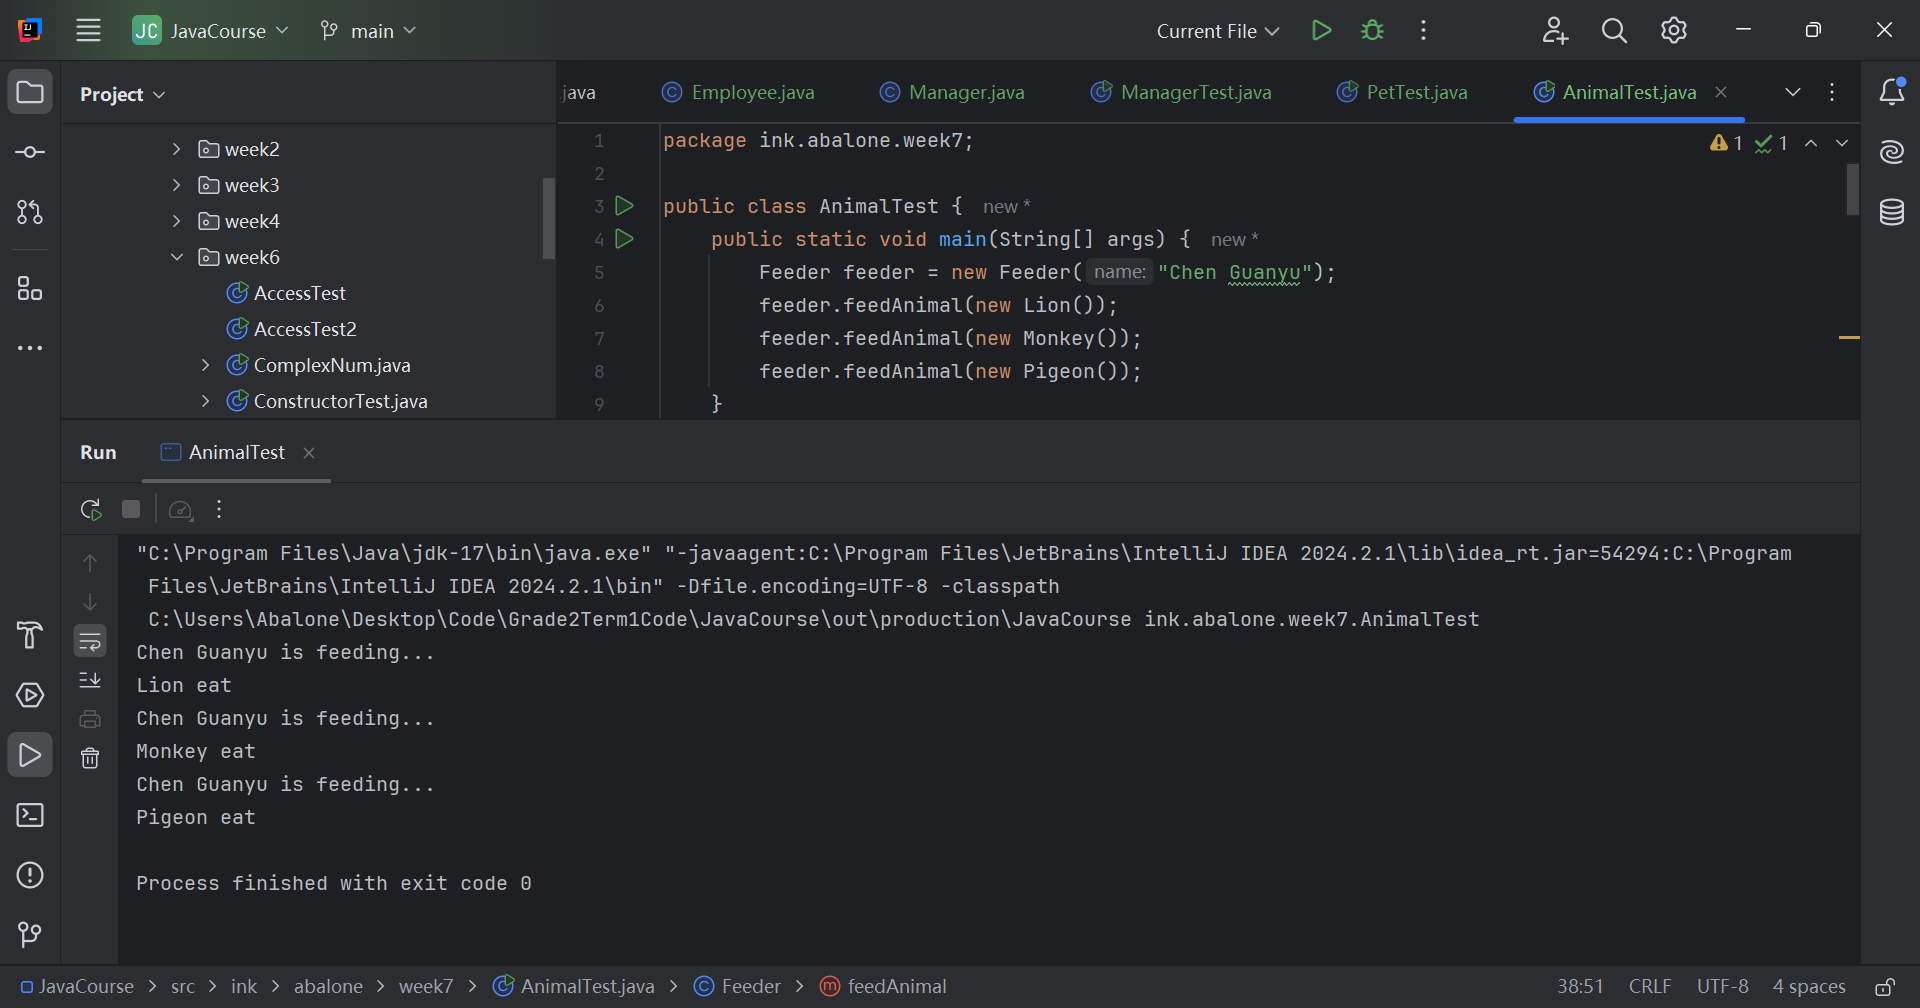 JC JavaCourse main Current File
Project
.java Employee.java Manager.java ManagerTest.java PetTest.java AnimalTest.java
week2
week3
week4
week6
AccessTest
AccessTest2
ComplexNum.java
ConstructorTest.java
1 package ink.abalone.week7;
1 1
2
3 public class AnimalTest { new *
4 public static void main(String[] args) { new *
5 Feeder feeder = new Feeder( name: "Chen Guanyu");
6 feeder.feedAnimal(new Lion());
7 feeder.feedAnimal(new Monkey());
8 feeder.feedAnimal(new Pigeon());
9 }
Run AnimalTest
"C:\Program Files\Java\jdk-17\bin\java.exe" "-javaagent:C:\Program Files\JetBrains\IntelliJ IDEA 2024.2.1\lib\idea_rt.jar=54294:C:\Program
Files\JetBrains\IntelliJ IDEA 2024.2.1\bin" -Dfile.encoding=UTF-8 -classpath
C:\Users\Abalone\Desktop\Code\Grade2Term1Code\JavaCourse\out\production\JavaCourse ink.abalone.week7.AnimalTest
Chen Guanyu is feeding...
Lion eat
Chen Guanyu is feeding...
Monkey eat
Chen Guanyu is feeding...
Pigeon eat
Process finished with exit code 0
JavaCourse > src > ink > abalone > week7 > AnimalTest.java > Feeder > feedAnimal 38:51 CRLF UTF-8 4 spaces